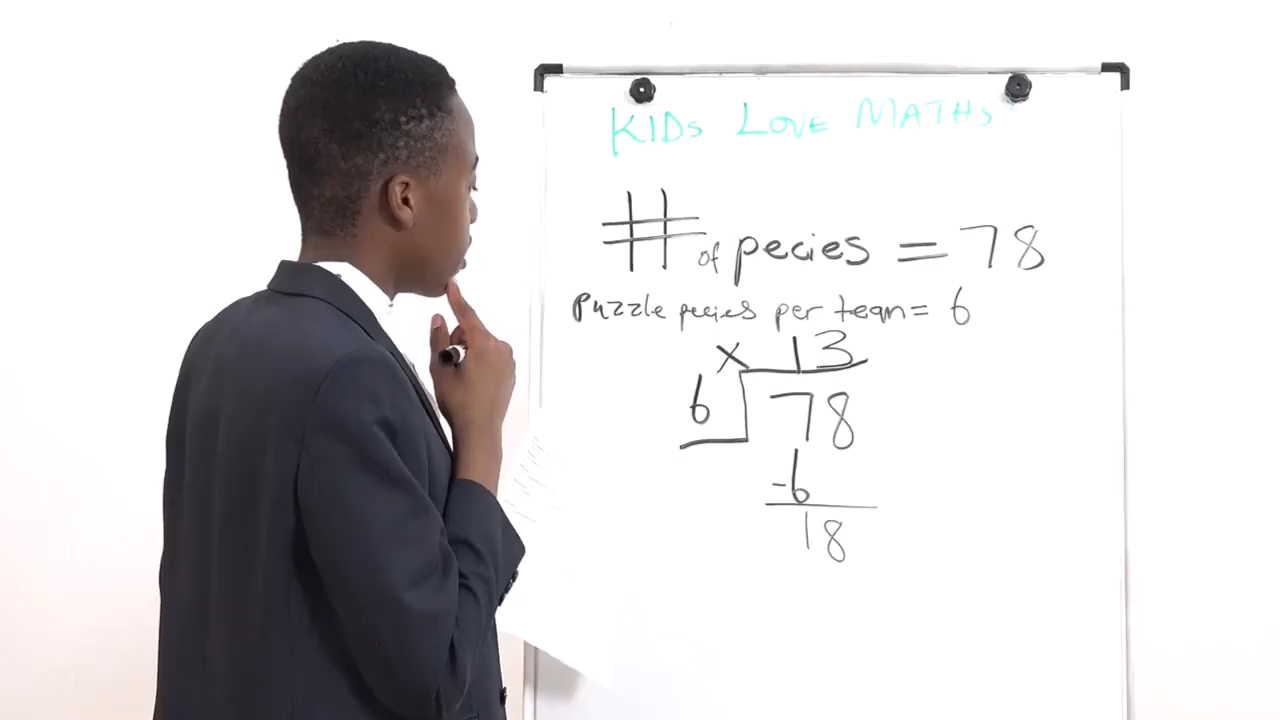 KIDs LOVE MATHS
# of pecies = 78
Puzzle pecies per team = 6
x 13
6 78
-6
18